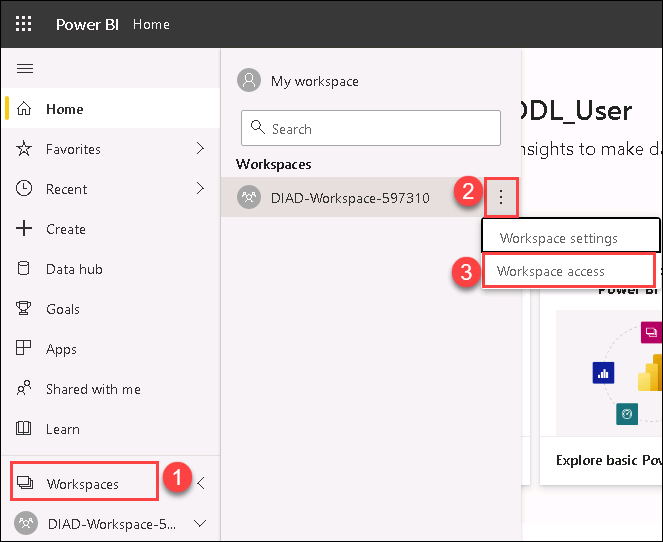 Power BI Home
My workspace
Home
DDL_User
Search
Favorites
nsights to make da
Workspaces
Recent
DIAD-Workspace-597310
2
Create
Workspace settings
Data hub
3
Workspace access
Power BI
Goals
Apps
Shared with me
Learn
Explore basic Pow
Workspaces
1
DIAD-Workspace-5...